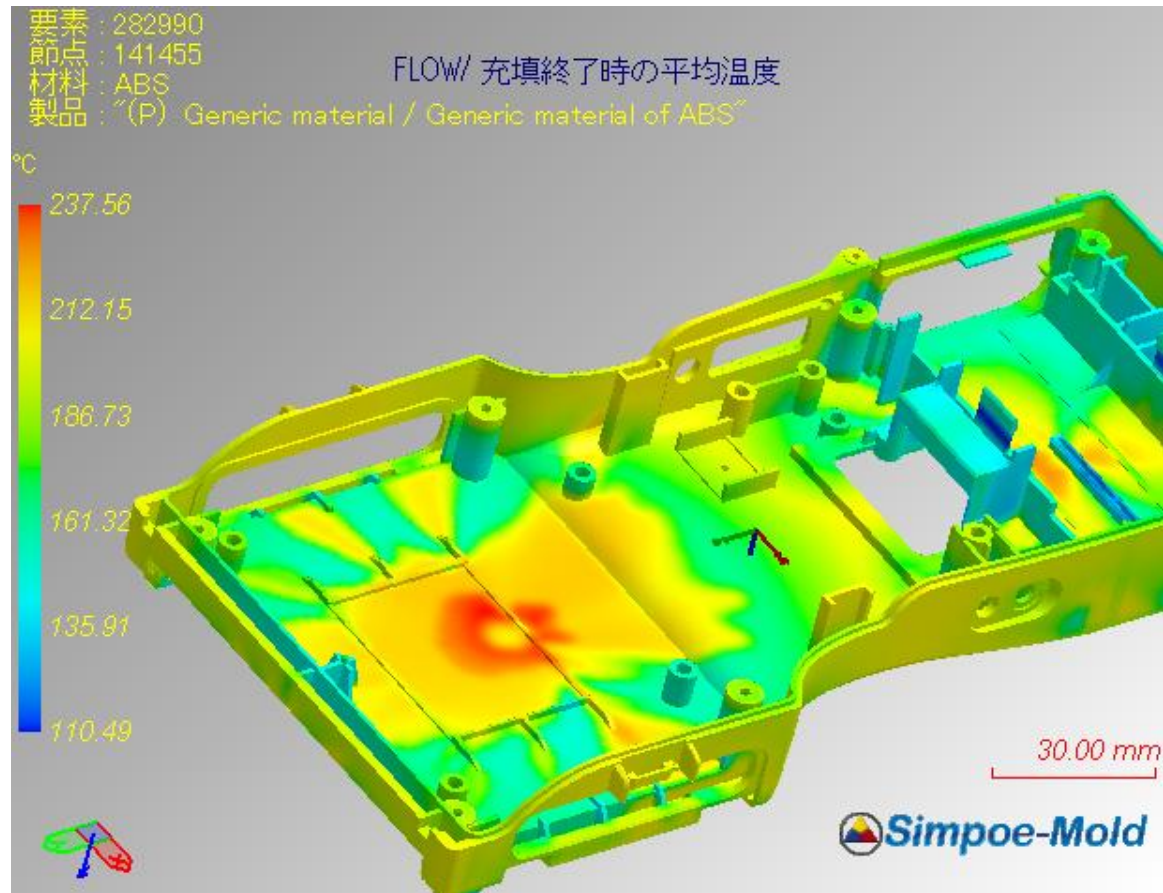 要素 : 282990
節点 : 141455
材料 : ABS
製品 : "(P) Generic material / Generic material of ABS"
FLOW/ 充填終了時の平均温度
°C
237.56
212.15
186.73
161.32
135.91
110.49
30.00 mm
Simpoe-Mold